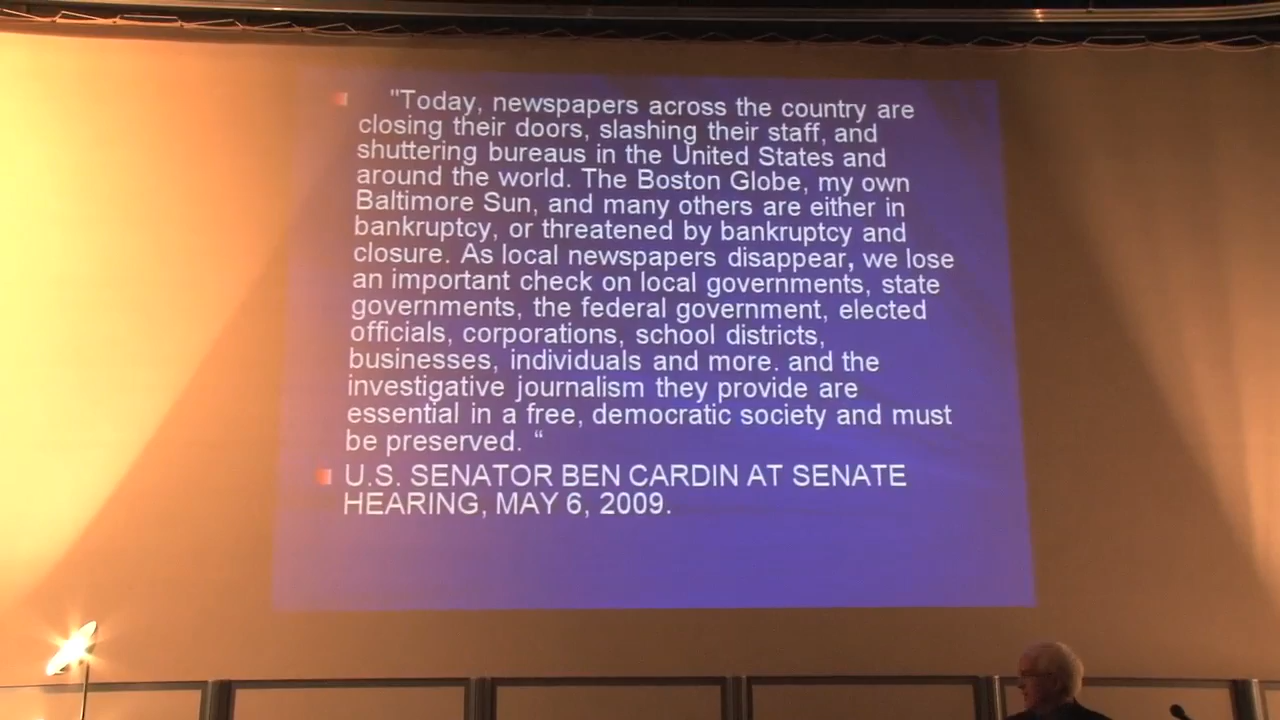 "Today, newspapers across the country are
closing their doors, slashing their staff, and
shuttering bureaus in the United States and
around the world. The Boston Globe, my own
Baltimore Sun, and many others are either in
bankruptcy, or threatened by bankruptcy and
closure. As local newspapers disappear, we lose
an important check on local governments, state
governments, the federal government, elected
officials, corporations, school districts,
businesses, individuals and more. and the
investigative journalism they provide are
essential in a free, democratic society and must
be preserved. “
U.S. SENATOR BEN CARDIN AT SENATE
HEARING, MAY 6, 2009.